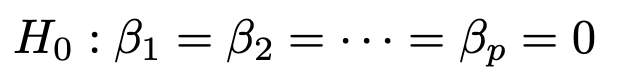 H₀ : β₁ = β₂ = ⋯ = βₚ = 0